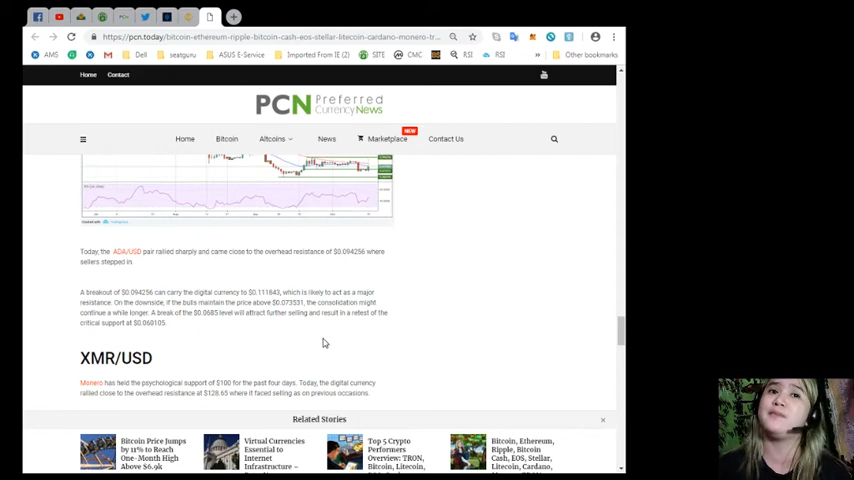 https://pcn.today/bitcoin-ethereum-ripple-bitcoin-cash-eos-stellar-litecoin-cardano-monero-tr...
AMS
Dell
seatguru
ASUS E-Service
Imported From IE (2)
SITE
CMC
RSI
RSI
»
Other bookmarks
Home
Contact
PCN Preferred
Currency News
NEW
Home
Bitcoin
Altcoins
News
Marketplace
Contact Us
Today, the ADA/USD pair rallied sharply and came close to the overhead resistance of $0.094256 where
sellers stepped in.
A breakout of $0.094256 can carry the digital currency to $0.111843, which is likely to act as a major
resistance. On the downside, if the bulls maintain the price above $0.073531, the consolidation might
continue a while longer. A break of the $0.0685 level will attract further selling and result in a retest of the
critical support at $0.060105.
XMR/USD
Monero has held the psychological support of $100 for the past four days. Today, the digital currency
rallied close to the overhead resistance at $128.65 where it faced selling as on previous occasions.
Related Stories
Bitcoin Price Jumps
by 11% to Reach
One-Month High
Above $6.9k
Virtual Currencies
Essential to
Internet
Infrastructure –
Top 5 Crypto
Performers
Overview: TRON,
Bitcoin, Litecoin,
Bitcoin, Ethereum,
Ripple, Bitcoin
Cash, EOS, Stellar,
Litecoin, Cardano,